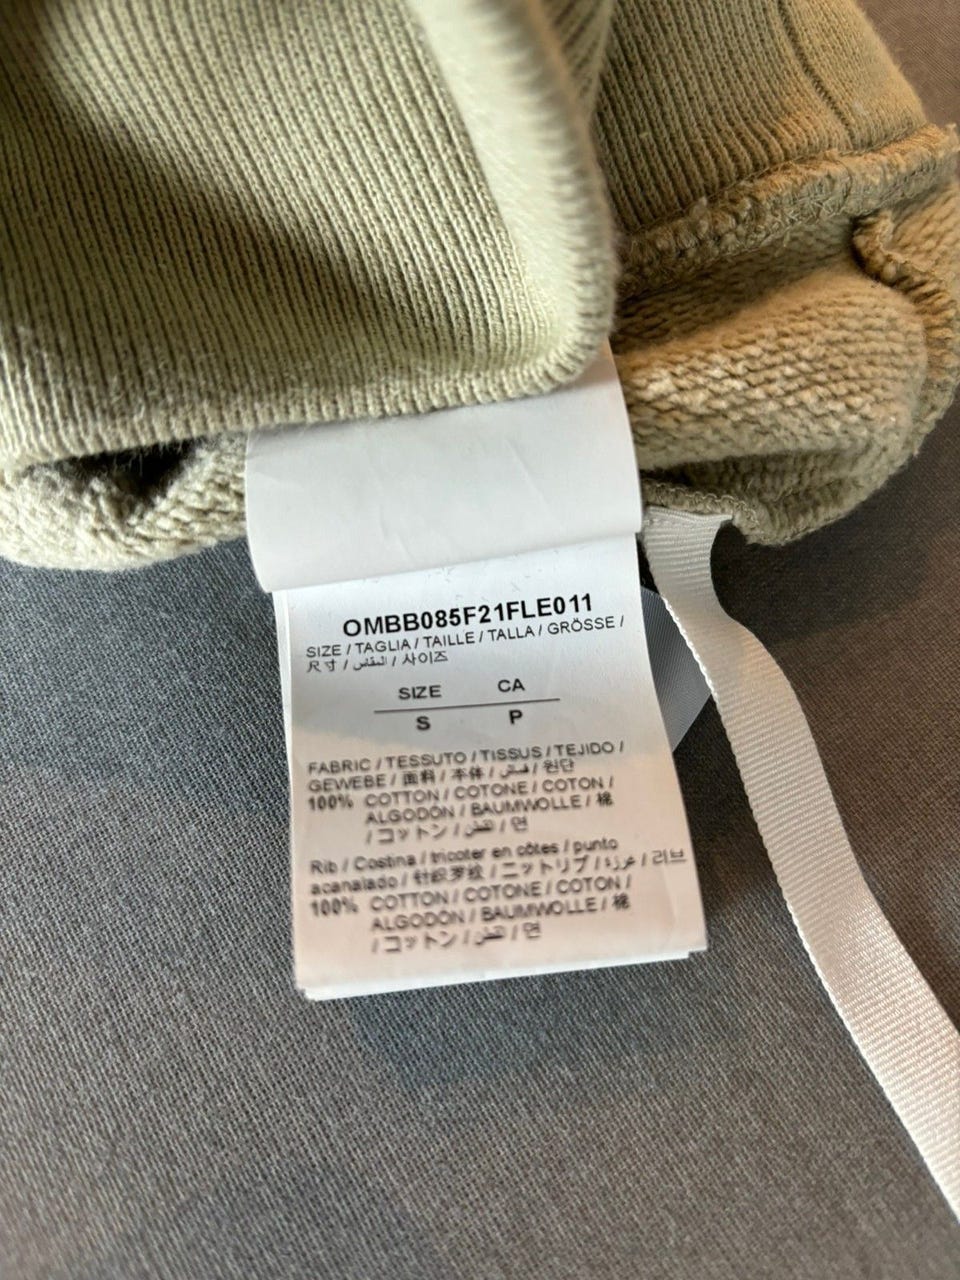 OMBB085F21FLE011
SIZE / TAGLIA / TAILLE / TALLA / GRÖSSE /
尺寸 / المقاس / 사이즈
SIZE CA
S P
FABRIC / TESSUTO / TISSUS / TEJIDO /
GEWEBE / 面料 / 本体 / قماش / 원단
100% COTTON / COTONE / COTON /
ALGODÓN / BAUMWOLLE / 棉
/ コットン / القطن / 면
Rib / Costina / tricoter en côtes / punto
acanalado / 针织罗纹 / ニットリブ / غرزة / 리브
100% COTTON / COTONE / COTON /
ALGODÓN / BAUMWOLLE / 棉
/ コットン / القطن / 면